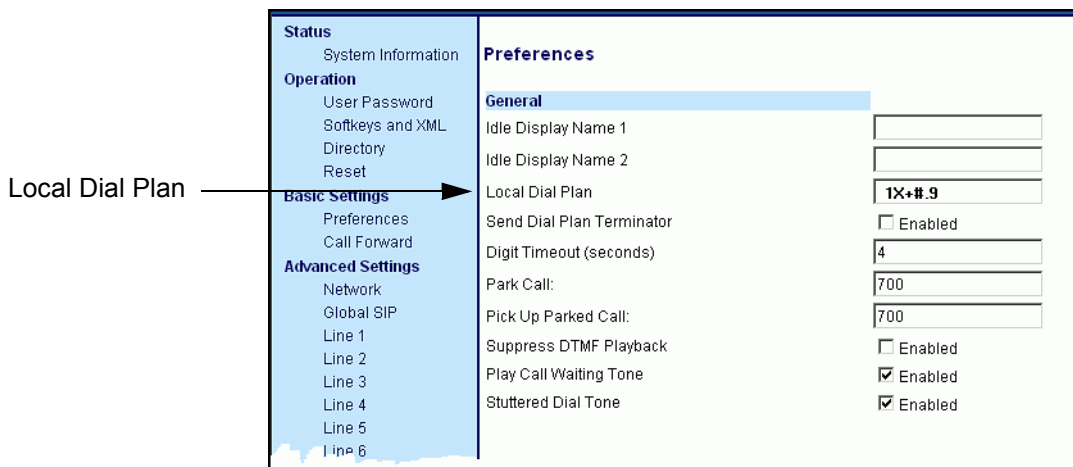 Local Dial Plan
Status
System Information
Operation
User Password
Softkeys and XML
Directory
Reset
Basic Settings
Preferences
Call Forward
Advanced Settings
Network
Global SIP
Line 1
Line 2
Line 3
Line 4
Line 5
Line 6
Preferences
General
Idle Display Name 1
Idle Display Name 2
Local Dial Plan 1X+#.9
Send Dial Plan Terminator Enabled
Digit Timeout (seconds) 4
Park Call: 700
Pick Up Parked Call: 700
Suppress DTMF Playback Enabled
Play Call Waiting Tone Enabled
Stuttered Dial Tone Enabled